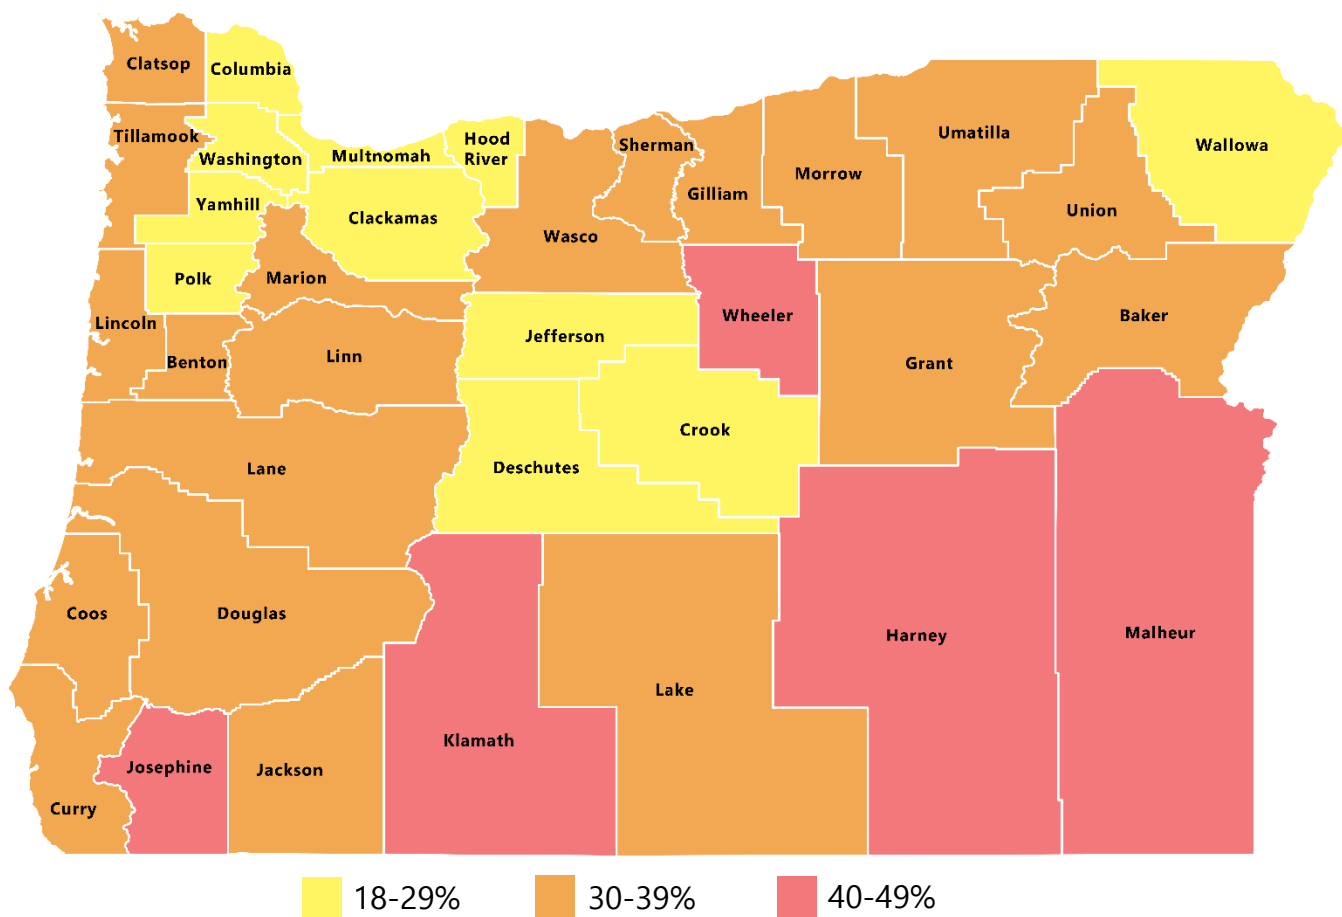 Clatsop
Columbia
Tillamook
Washington
Multnomah
Hood
River
Sherman
Umatilla
Wallowa
Yamhill
Clackamas
Gilliam
Morrow
Union
Wasco
Polk
Marion
Lincoln
Benton
Linn
Jefferson
Wheeler
Grant
Baker
Crook
Lane
Deschutes
Coos
Douglas
Harney
Malheur
Lake
Klamath
Josephine
Jackson
Curry
18-29%
30-39%
40-49%